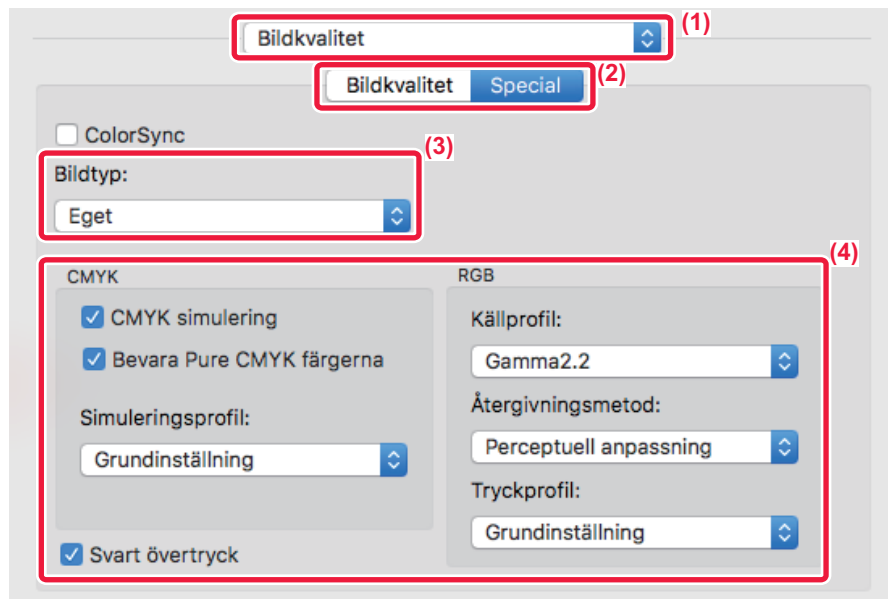 Bildkvalitet
(1)
Bildkvalitet Special
(2)
ColorSync
(3)
Bildtyp:
Eget
(4)
CMYK
CMYK simulering
Bevara Pure CMYK färgerna
Simuleringsprofil:
Grundinställning
Svart övertryck
RGB
Källprofil:
Gamma2.2
Återgivningsmetod:
Perceptuell anpassning
Tryckprofil:
Grundinställning